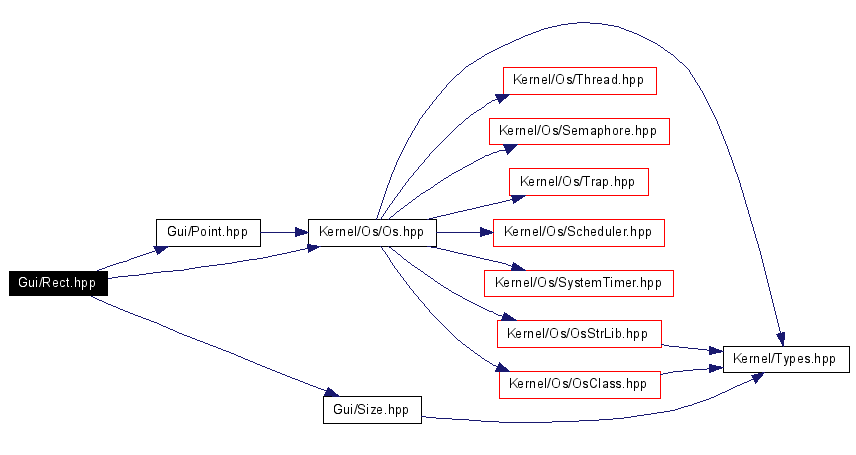 Kernel/Os/Thread.hpp
Kernel/Os/Semaphore.hpp
Kernel/Os/Trap.hpp
Gui/Point.hpp
Kernel/Os/Os.hpp
Kernel/Os/Scheduler.hpp
Gui/Rect.hpp
Kernel/Os/SystemTimer.hpp
Kernel/Os/OsStrLib.hpp
Kernel/Types.hpp
Kernel/Os/OsClass.hpp
Gui/Size.hpp